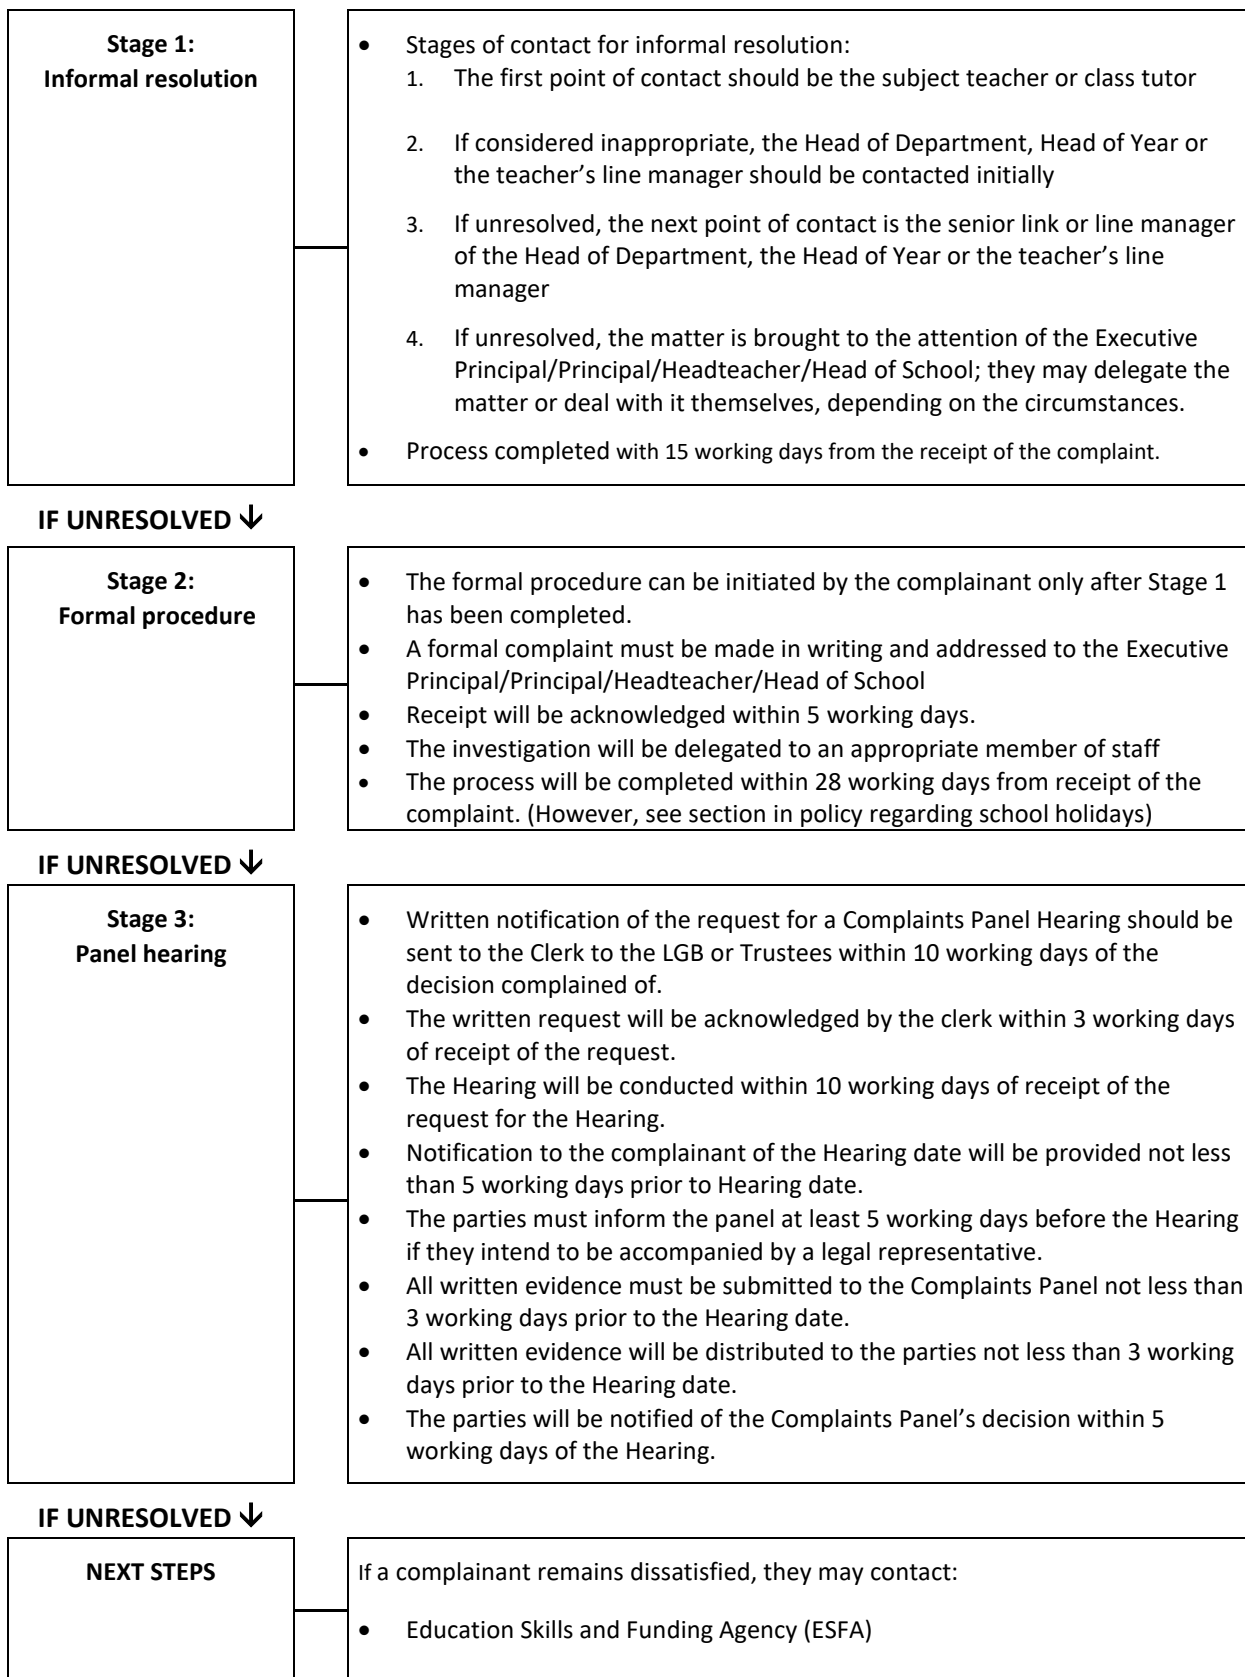 Stage 1:
Informal resolution
• Stages of contact for informal resolution:
1. The first point of contact should be the subject teacher or class tutor
2. If considered inappropriate, the Head of Department, Head of Year or
the teacher’s line manager should be contacted initially
3. If unresolved, the next point of contact is the senior link or line manager
of the Head of Department, the Head of Year or the teacher’s line
manager
4. If unresolved, the matter is brought to the attention of the Executive
Principal/Principal/Headteacher/Head of School; they may delegate the
matter or deal with it themselves, depending on the circumstances.
• Process completed with 15 working days from the receipt of the complaint.
IF UNRESOLVED ↓
Stage 2:
Formal procedure
• The formal procedure can be initiated by the complainant only after Stage 1
has been completed.
• A formal complaint must be made in writing and addressed to the Executive
Principal/Principal/Headteacher/Head of School
• Receipt will be acknowledged within 5 working days.
• The investigation will be delegated to an appropriate member of staff
• The process will be completed within 28 working days from receipt of the
complaint. (However, see section in policy regarding school holidays)
IF UNRESOLVED ↓
Stage 3:
Panel hearing
• Written notification of the request for a Complaints Panel Hearing should be
sent to the Clerk to the LGB or Trustees within 10 working days of the
decision complained of.
• The written request will be acknowledged by the clerk within 3 working days
of receipt of the request.
• The Hearing will be conducted within 10 working days of receipt of the
request for the Hearing.
• Notification to the complainant of the Hearing date will be provided not less
than 5 working days prior to Hearing date.
• The parties must inform the panel at least 5 working days before the Hearing
if they intend to be accompanied by a legal representative.
• All written evidence must be submitted to the Complaints Panel not less than
3 working days prior to the Hearing date.
• All written evidence will be distributed to the parties not less than 3 working
days prior to the Hearing date.
• The parties will be notified of the Complaints Panel’s decision within 5
working days of the Hearing.
IF UNRESOLVED ↓
NEXT STEPS
If a complainant remains dissatisfied, they may contact:
• Education Skills and Funding Agency (ESFA)